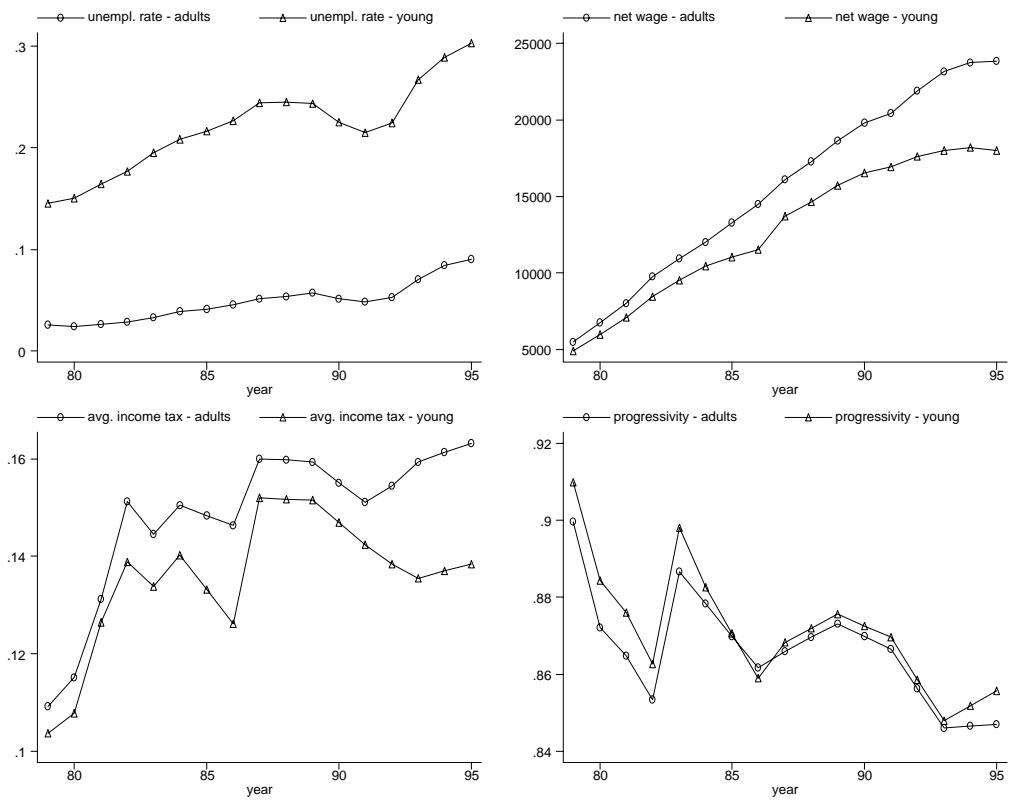 unempl. rate - adults unempl. rate - young
.3
.2
.1
0
80 85 90 95
year
net wage - adults net wage - young
25000
20000
15000
10000
5000
80 85 90 95
year
avg. income tax - adults avg. income tax - young
.16
.14
.12
.1
80 85 90 95
year
progressivity - adults progressivity - young
.92
.9
.88
.86
.84
80 85 90 95
year